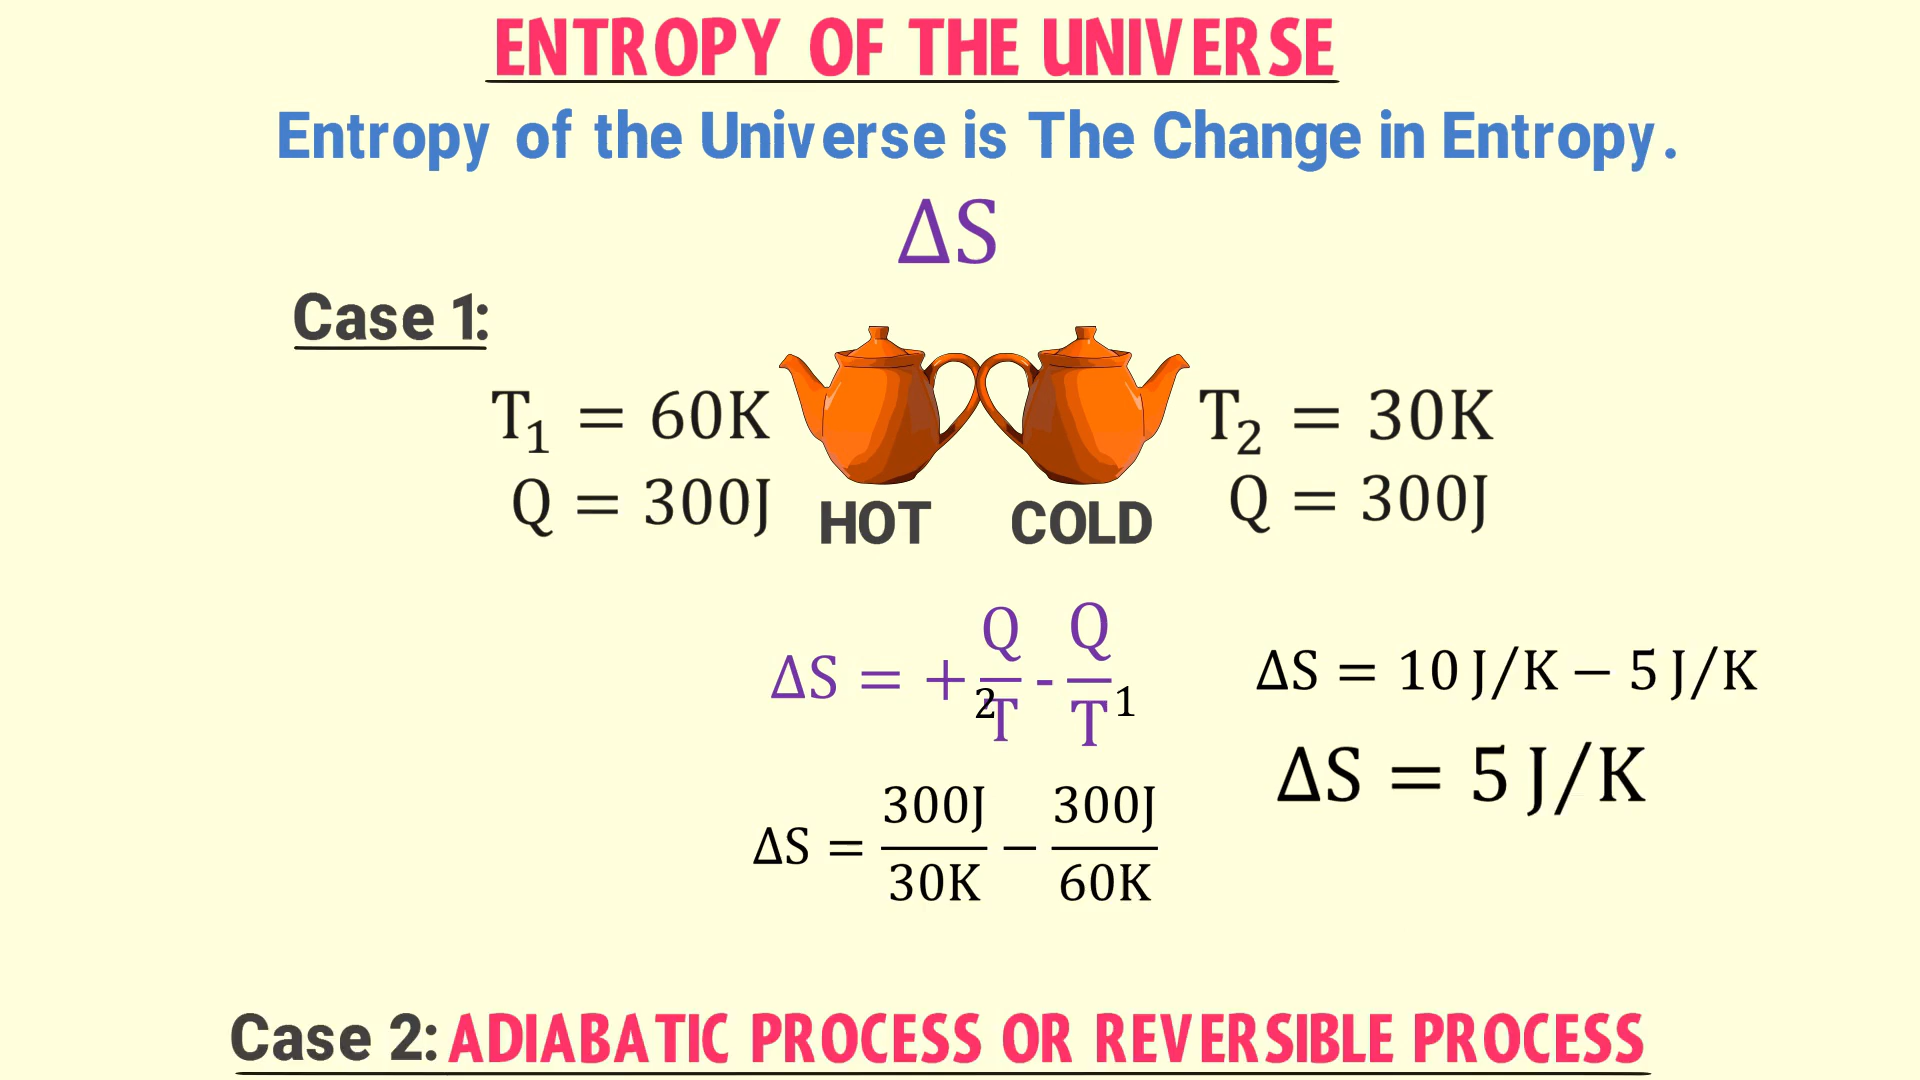 ENTROPY OF THE UNIVERSE
Entropy of the Universe is The Change in Entropy.
ΔS
Case 1:
T₁ = 60K
Q = 300J
HOT
COLD
T₂ = 30K
Q = 300J
ΔS = +Q/T 2 - Q/T 1
ΔS = 300J/30K − 300J/60K
ΔS = 10 J/K − 5 J/K
ΔS = 5 J/K
Case 2: ADIABATIC PROCESS OR REVERSIBLE PROCESS